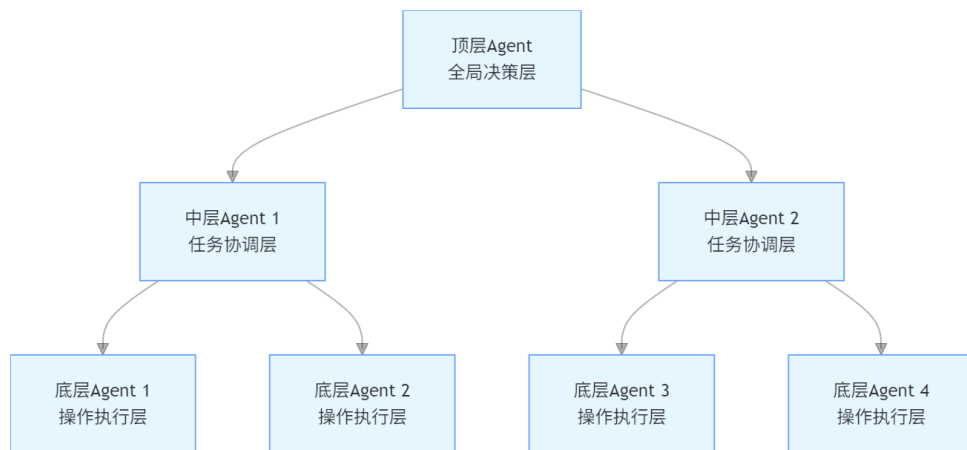 顶层Agent
全局决策层
中层Agent 1
任务协调层
中层Agent 2
任务协调层
底层Agent 1
操作执行层
底层Agent 2
操作执行层
底层Agent 3
操作执行层
底层Agent 4
操作执行层